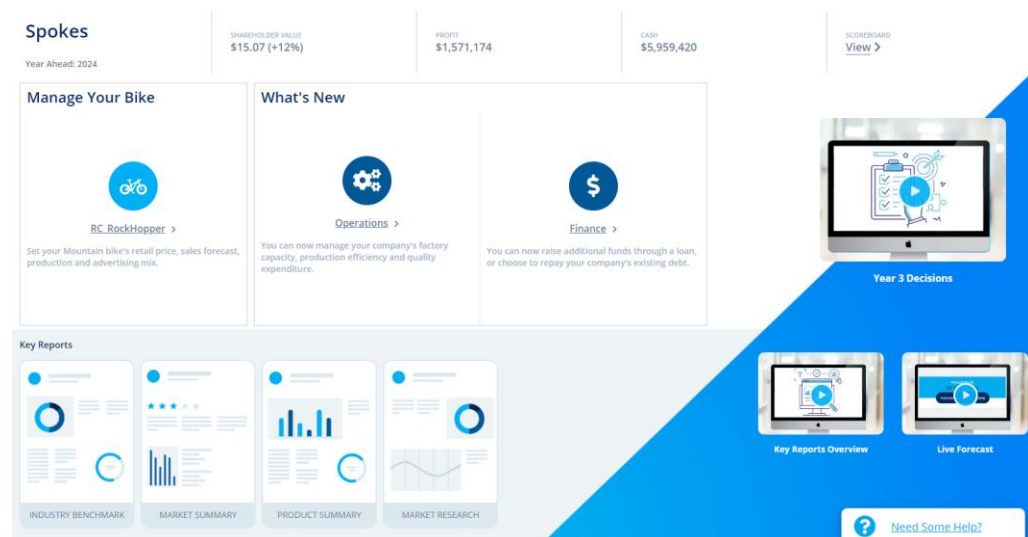 Spokes
Year Ahead: 2024
SHAREHOLDER VALUE
$15.07 (+12%)
PROFIT
$1,571,174
CASH
$5,959,420
SCOREBOARD
View >
Manage Your Bike
RC RockHopper >
Set your Mountain bike's retail price, sales forecast,
production and advertising mix.
What's New
Operations >
You can now manage your company's factory
capacity, production efficiency and quality
expenditure.
$
Finance >
You can now raise additional funds through a loan,
or choose to repay your company's existing debt.
Year 3 Decisions
Key Reports
INDUSTRY BENCHMARK
MARKET SUMMARY
PRODUCT SUMMARY
MARKET RESEARCH
Key Reports Overview
Live Forecast
? Need Some Help?